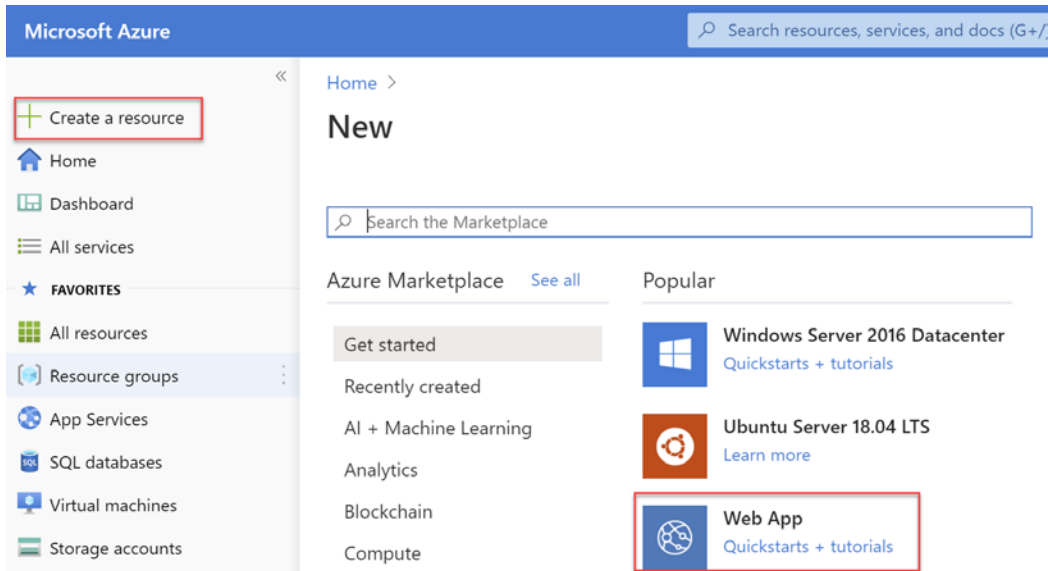 Microsoft Azure
Search resources, services, and docs (G+/)
«
Create a resource
Home
Dashboard
All services
FAVORITES
All resources
Resource groups
App Services
SQL databases
Virtual machines
Storage accounts
Home >
New
Search the Marketplace
Azure Marketplace See all
Get started
Recently created
AI + Machine Learning
Analytics
Blockchain
Compute
Popular
Windows Server 2016 Datacenter
Quickstarts + tutorials
Ubuntu Server 18.04 LTS
Learn more
Web App
Quickstarts + tutorials